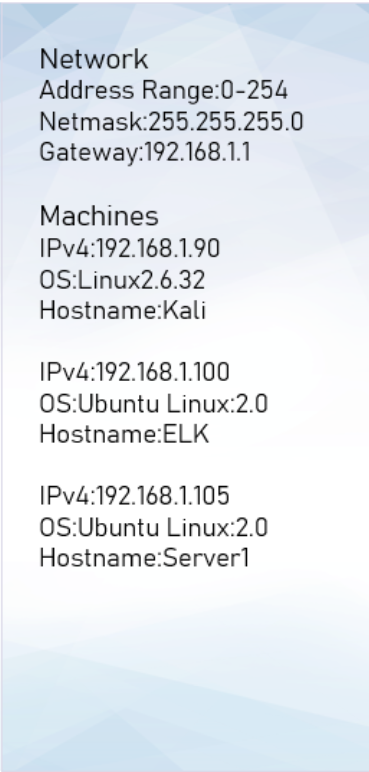 Network
Address Range:0-254
Netmask:255.255.255.0
Gateway:192.168.1.1
Machines
IPv4:192.168.1.90
OS:Linux2.6.32
Hostname:Kali
IPv4:192.168.1.100
OS:Ubuntu Linux:2.0
Hostname:ELK
IPv4:192.168.1.105
OS:Ubuntu Linux:2.0
Hostname:Server1